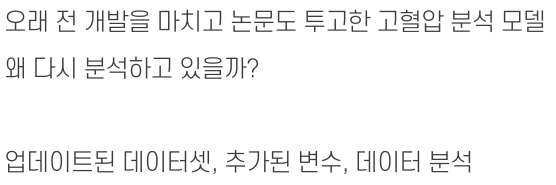 오래 전 개발을 마치고 논문도 투고한 고혈압 분석 모델
왜 다시 분석하고 있을까?
업데이트된 데이터셋, 추가된 변수, 데이터 분석